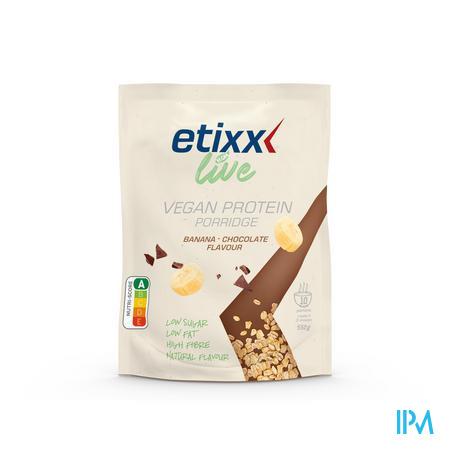 etixx
live
VEGAN PROTEIN
PORRIDGE
BANANA - CHOCOLATE
FLAVOUR
NUTRI-SCORE
A
B
C
D
E
LOW SUGAR
LOW FAT
HIGH FIBRE
NATURAL FLAVOUR
10
550g
IPM